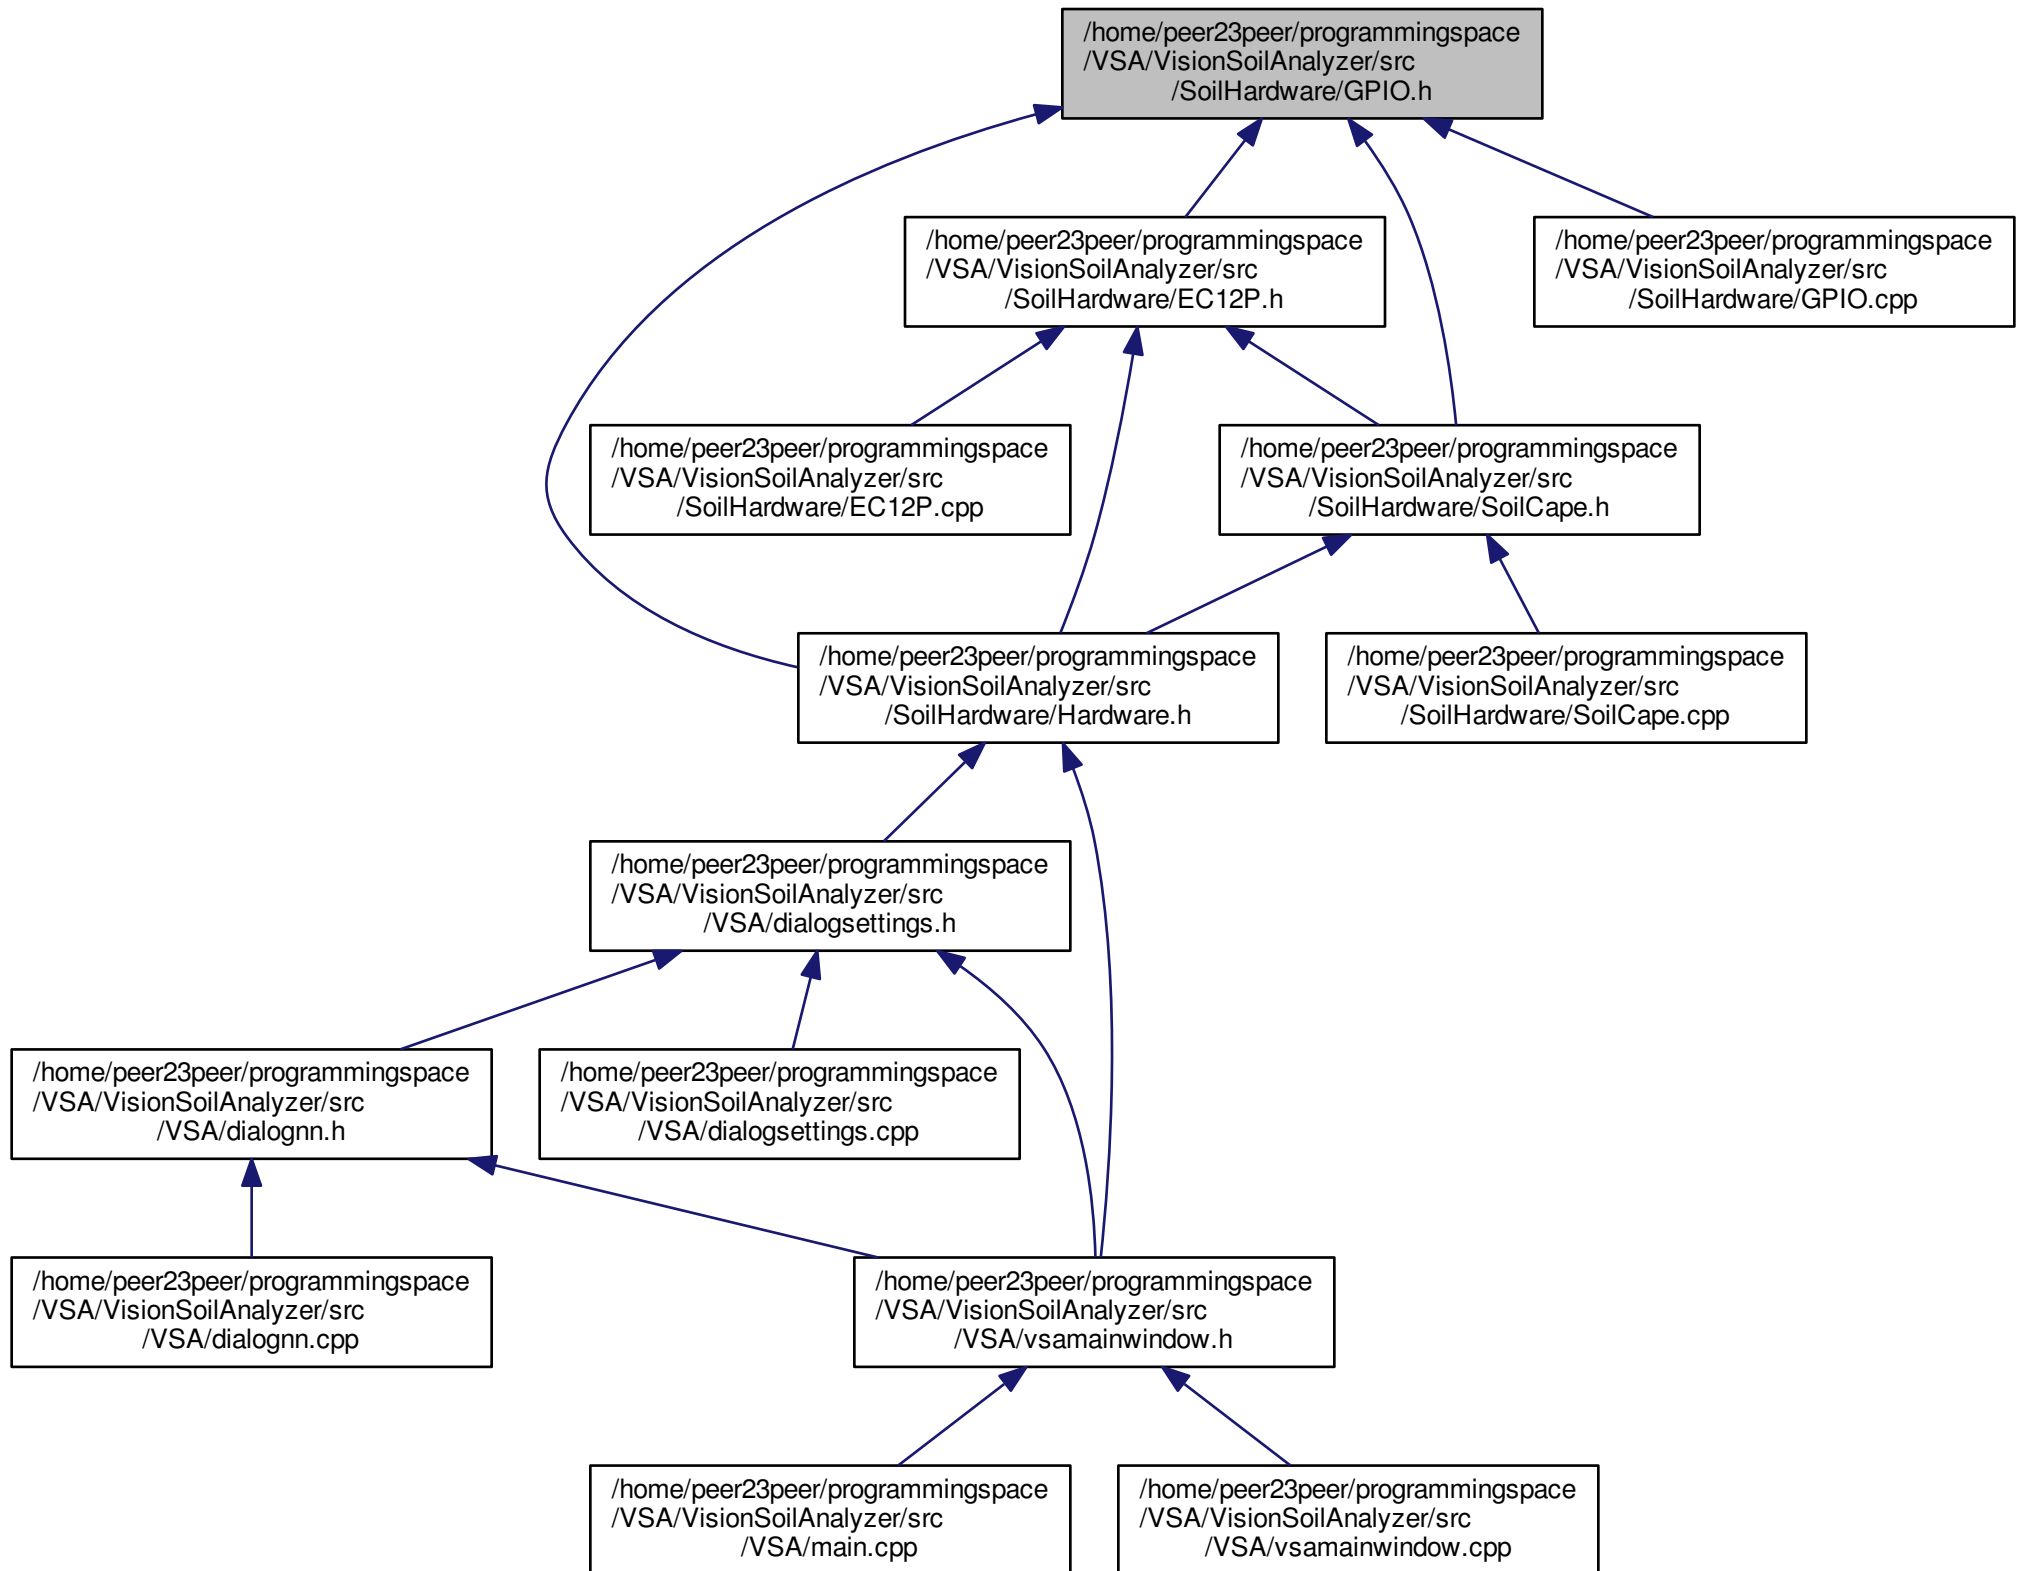 /home/peer23peer/programmingspace
/VSA/VisionSoilAnalyzer/src
/SoilHardware/GPIO.h
/home/peer23peer/programmingspace
/VSA/VisionSoilAnalyzer/src
/SoilHardware/EC12P.h
/home/peer23peer/programmingspace
/VSA/VisionSoilAnalyzer/src
/SoilHardware/GPIO.cpp
/home/peer23peer/programmingspace
/VSA/VisionSoilAnalyzer/src
/SoilHardware/EC12P.cpp
/home/peer23peer/programmingspace
/VSA/VisionSoilAnalyzer/src
/SoilHardware/SoilCape.h
/home/peer23peer/programmingspace
/VSA/VisionSoilAnalyzer/src
/SoilHardware/Hardware.h
/home/peer23peer/programmingspace
/VSA/VisionSoilAnalyzer/src
/SoilHardware/SoilCape.cpp
/home/peer23peer/programmingspace
/VSA/VisionSoilAnalyzer/src
/VSA/dialogsettings.h
/home/peer23peer/programmingspace
/VSA/VisionSoilAnalyzer/src
/VSA/dialognn.h
/home/peer23peer/programmingspace
/VSA/VisionSoilAnalyzer/src
/VSA/dialogsettings.cpp
/home/peer23peer/programmingspace
/VSA/VisionSoilAnalyzer/src
/VSA/dialognn.cpp
/home/peer23peer/programmingspace
/VSA/VisionSoilAnalyzer/src
/VSA/vsamainwindow.h
/home/peer23peer/programmingspace
/VSA/VisionSoilAnalyzer/src
/VSA/main.cpp
/home/peer23peer/programmingspace
/VSA/VisionSoilAnalyzer/src
/VSA/vsamainwindow.cpp